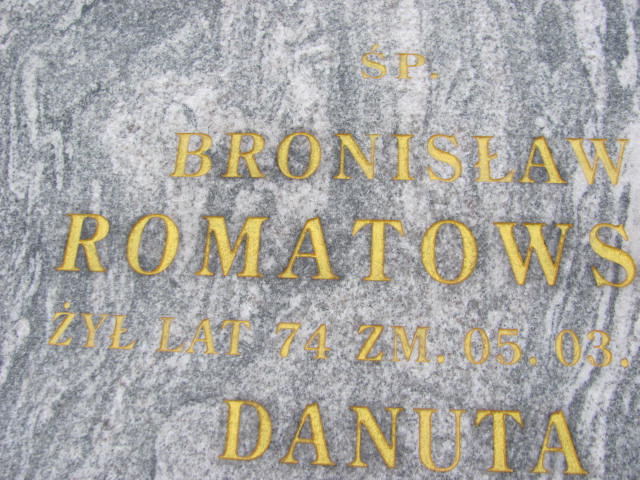 ŚP.
BRONISŁAW
ROMATOWS
ŻYŁ LAT 74 ZM. 05. 03.
DANUTA